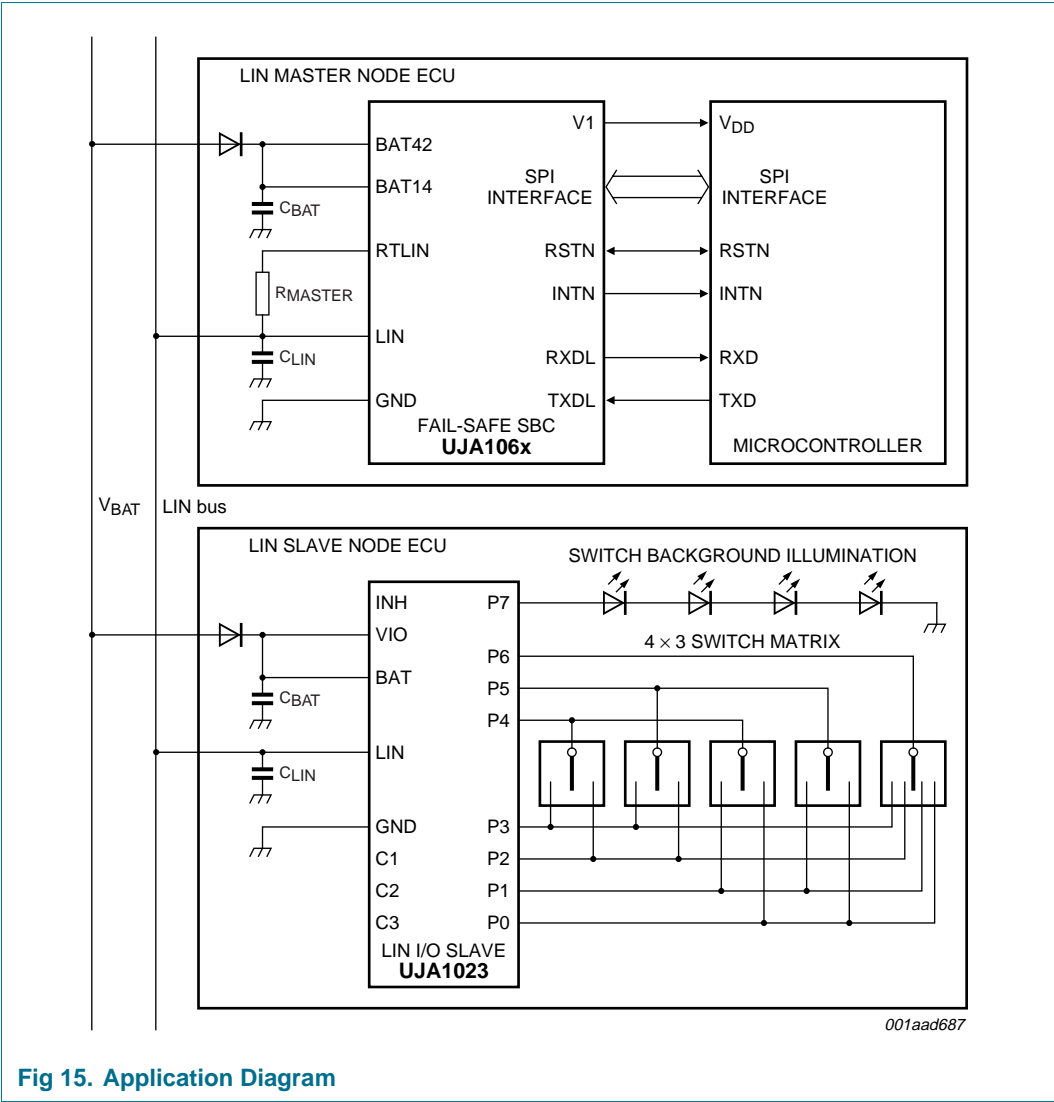 LIN MASTER NODE ECU
BAT42
BAT14
CBAT
RTLIN
RMASTER
LIN
CLIN
GND
V1
SPI
INTERFACE
RSTN
INTN
RXDL
TXDL
FAIL-SAFE SBC
UJA106x
VDD
SPI
INTERFACE
RSTN
INTN
RXD
TXD
MICROCONTROLLER
VBAT
LIN bus
LIN SLAVE NODE ECU
INH
VIO
BAT
CBAT
LIN
CLIN
GND
C1
C2
C3
P7
P6
P5
P4
P3
P2
P1
P0
LIN I/O SLAVE
UJA1023
SWITCH BACKGROUND ILLUMINATION
4 × 3 SWITCH MATRIX
001aad687
Fig 15. Application Diagram